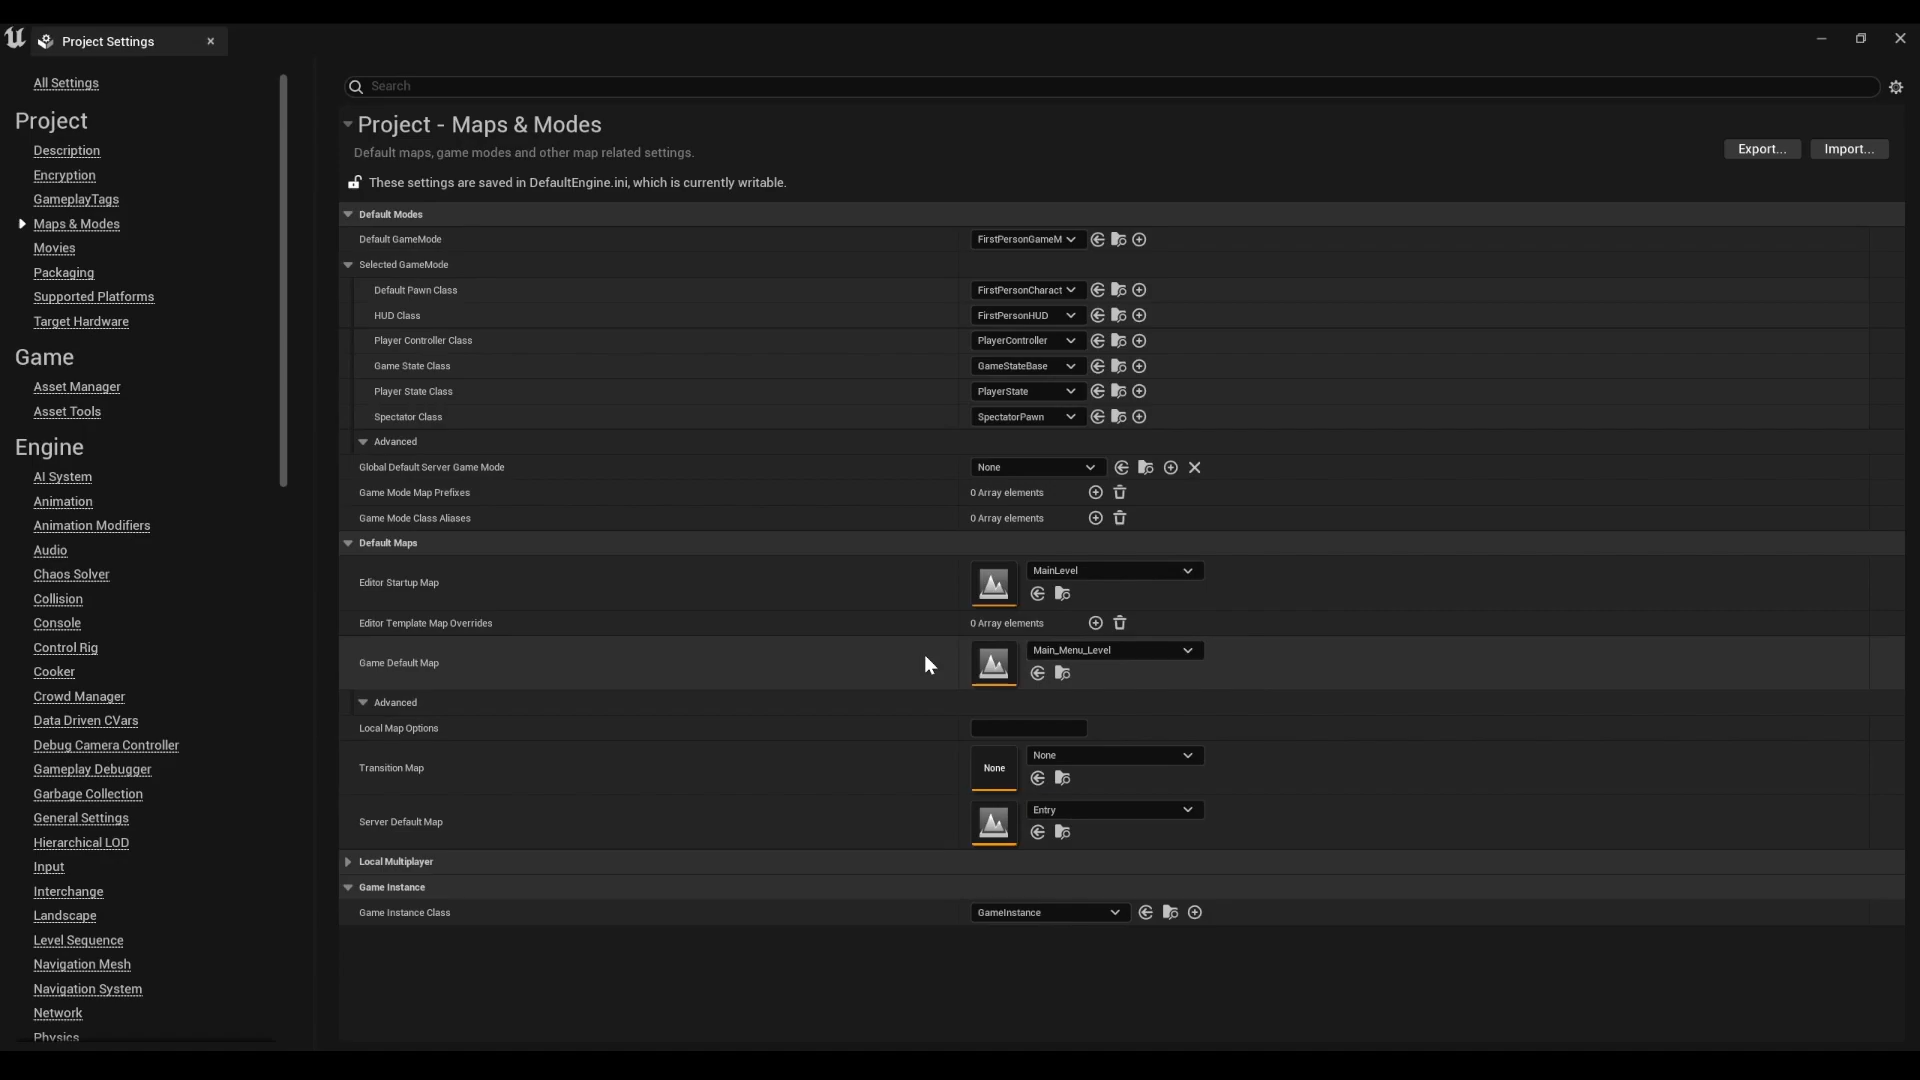 Project Settings
All Settings
Project
Description
Encryption
GameplayTags
Maps & Modes
Movies
Packaging
Supported Platforms
Target Hardware
Game
Asset Manager
Asset Tools
Engine
AI System
Animation
Animation Modifiers
Audio
Chaos Solver
Collision
Console
Control Rig
Cooker
Crowd Manager
Data Driven CVars
Debug Camera Controller
Gameplay Debugger
Garbage Collection
General Settings
Hierarchical LOD
Input
Interchange
Landscape
Level Sequence
Navigation Mesh
Navigation System
Network
Physics
Search
Project - Maps & Modes
Default maps, game modes and other map related settings.
Export...
Import...
These settings are saved in DefaultEngine.ini, which is currently writable.
Default Modes
Default GameMode FirstPersonGameM
Selected GameMode
Default Pawn Class FirstPersonCharact
HUD Class FirstPersonHUD
Player Controller Class PlayerController
Game State Class GameStateBase
Player State Class PlayerState
Spectator Class SpectatorPawn
Advanced
Global Default Server Game Mode None
Game Mode Map Prefixes 0 Array elements
Game Mode Class Aliases 0 Array elements
Default Maps
Editor Startup Map MainLevel
Editor Template Map Overrides 0 Array elements
Game Default Map Main_Menu_Level
Advanced
Local Map Options
Transition Map None None
Server Default Map Entry
Local Multiplayer
Game Instance
Game Instance Class GameInstance